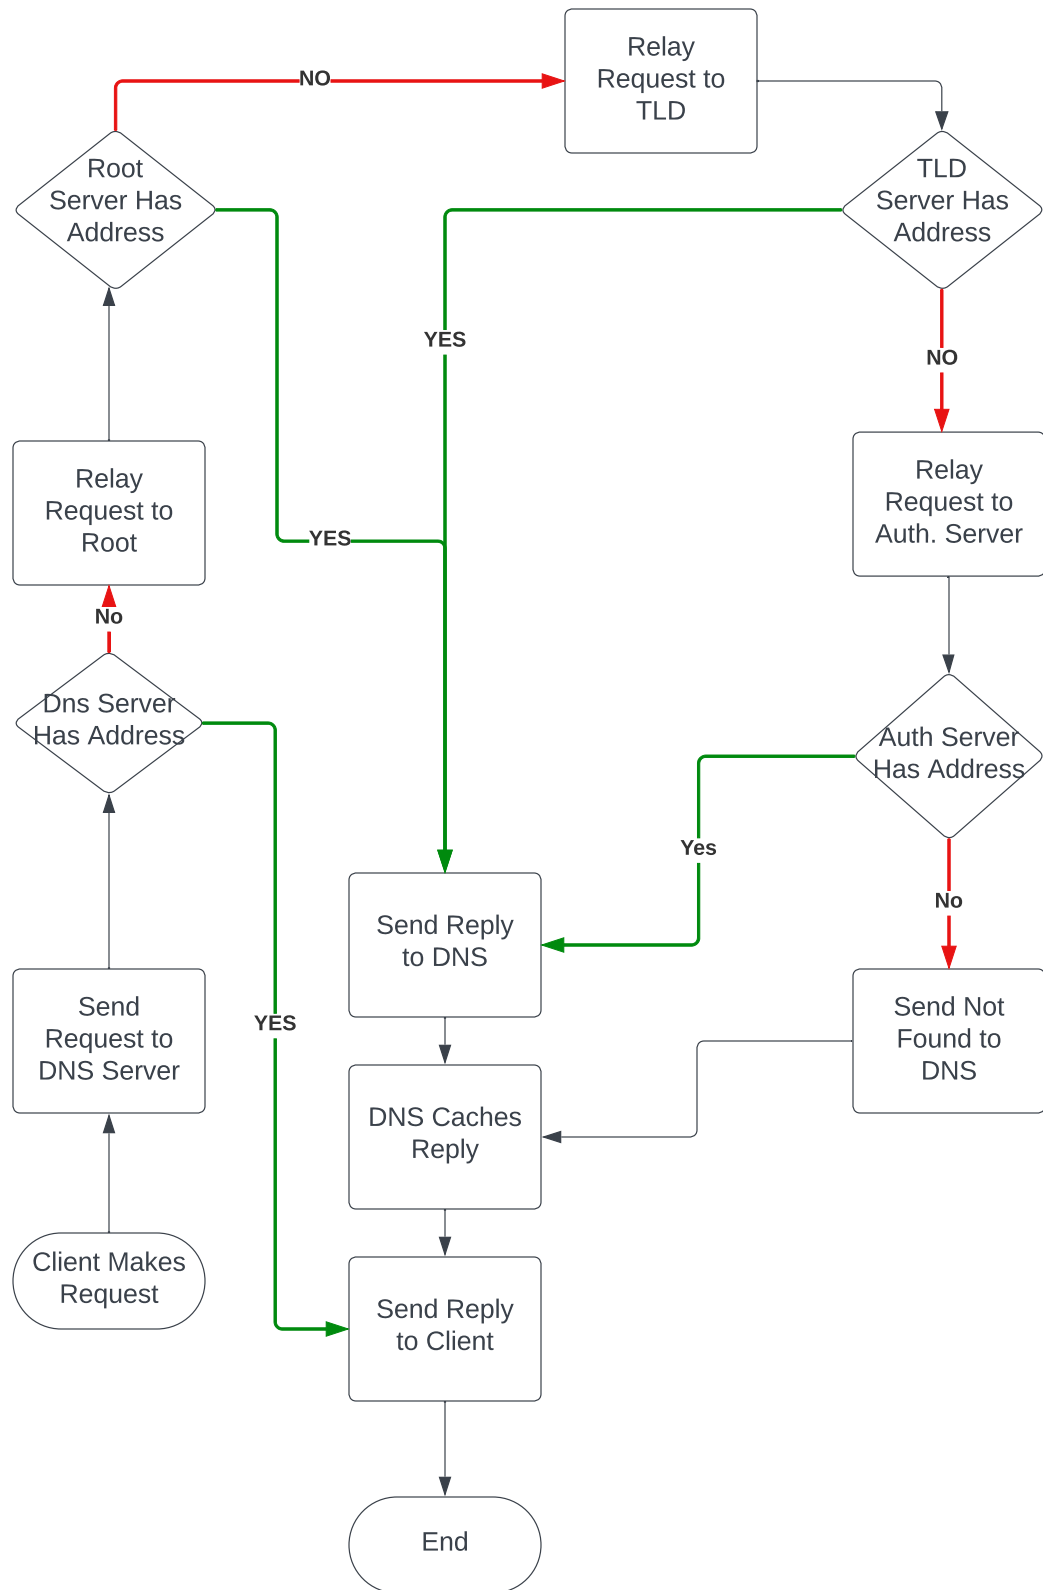 Relay
Request to
TLD
NO
Root
Server Has
Address
TLD
Server Has
Address
YES
NO
Relay
Request to
Root
Relay
Request to
Auth. Server
YES
No
Dns Server
Has Address
Auth Server
Has Address
Yes
No
Send Reply
to DNS
Send
Request to
DNS Server
YES
Send Not
Found to
DNS
DNS Caches
Reply
Client Makes
Request
Send Reply
to Client
End